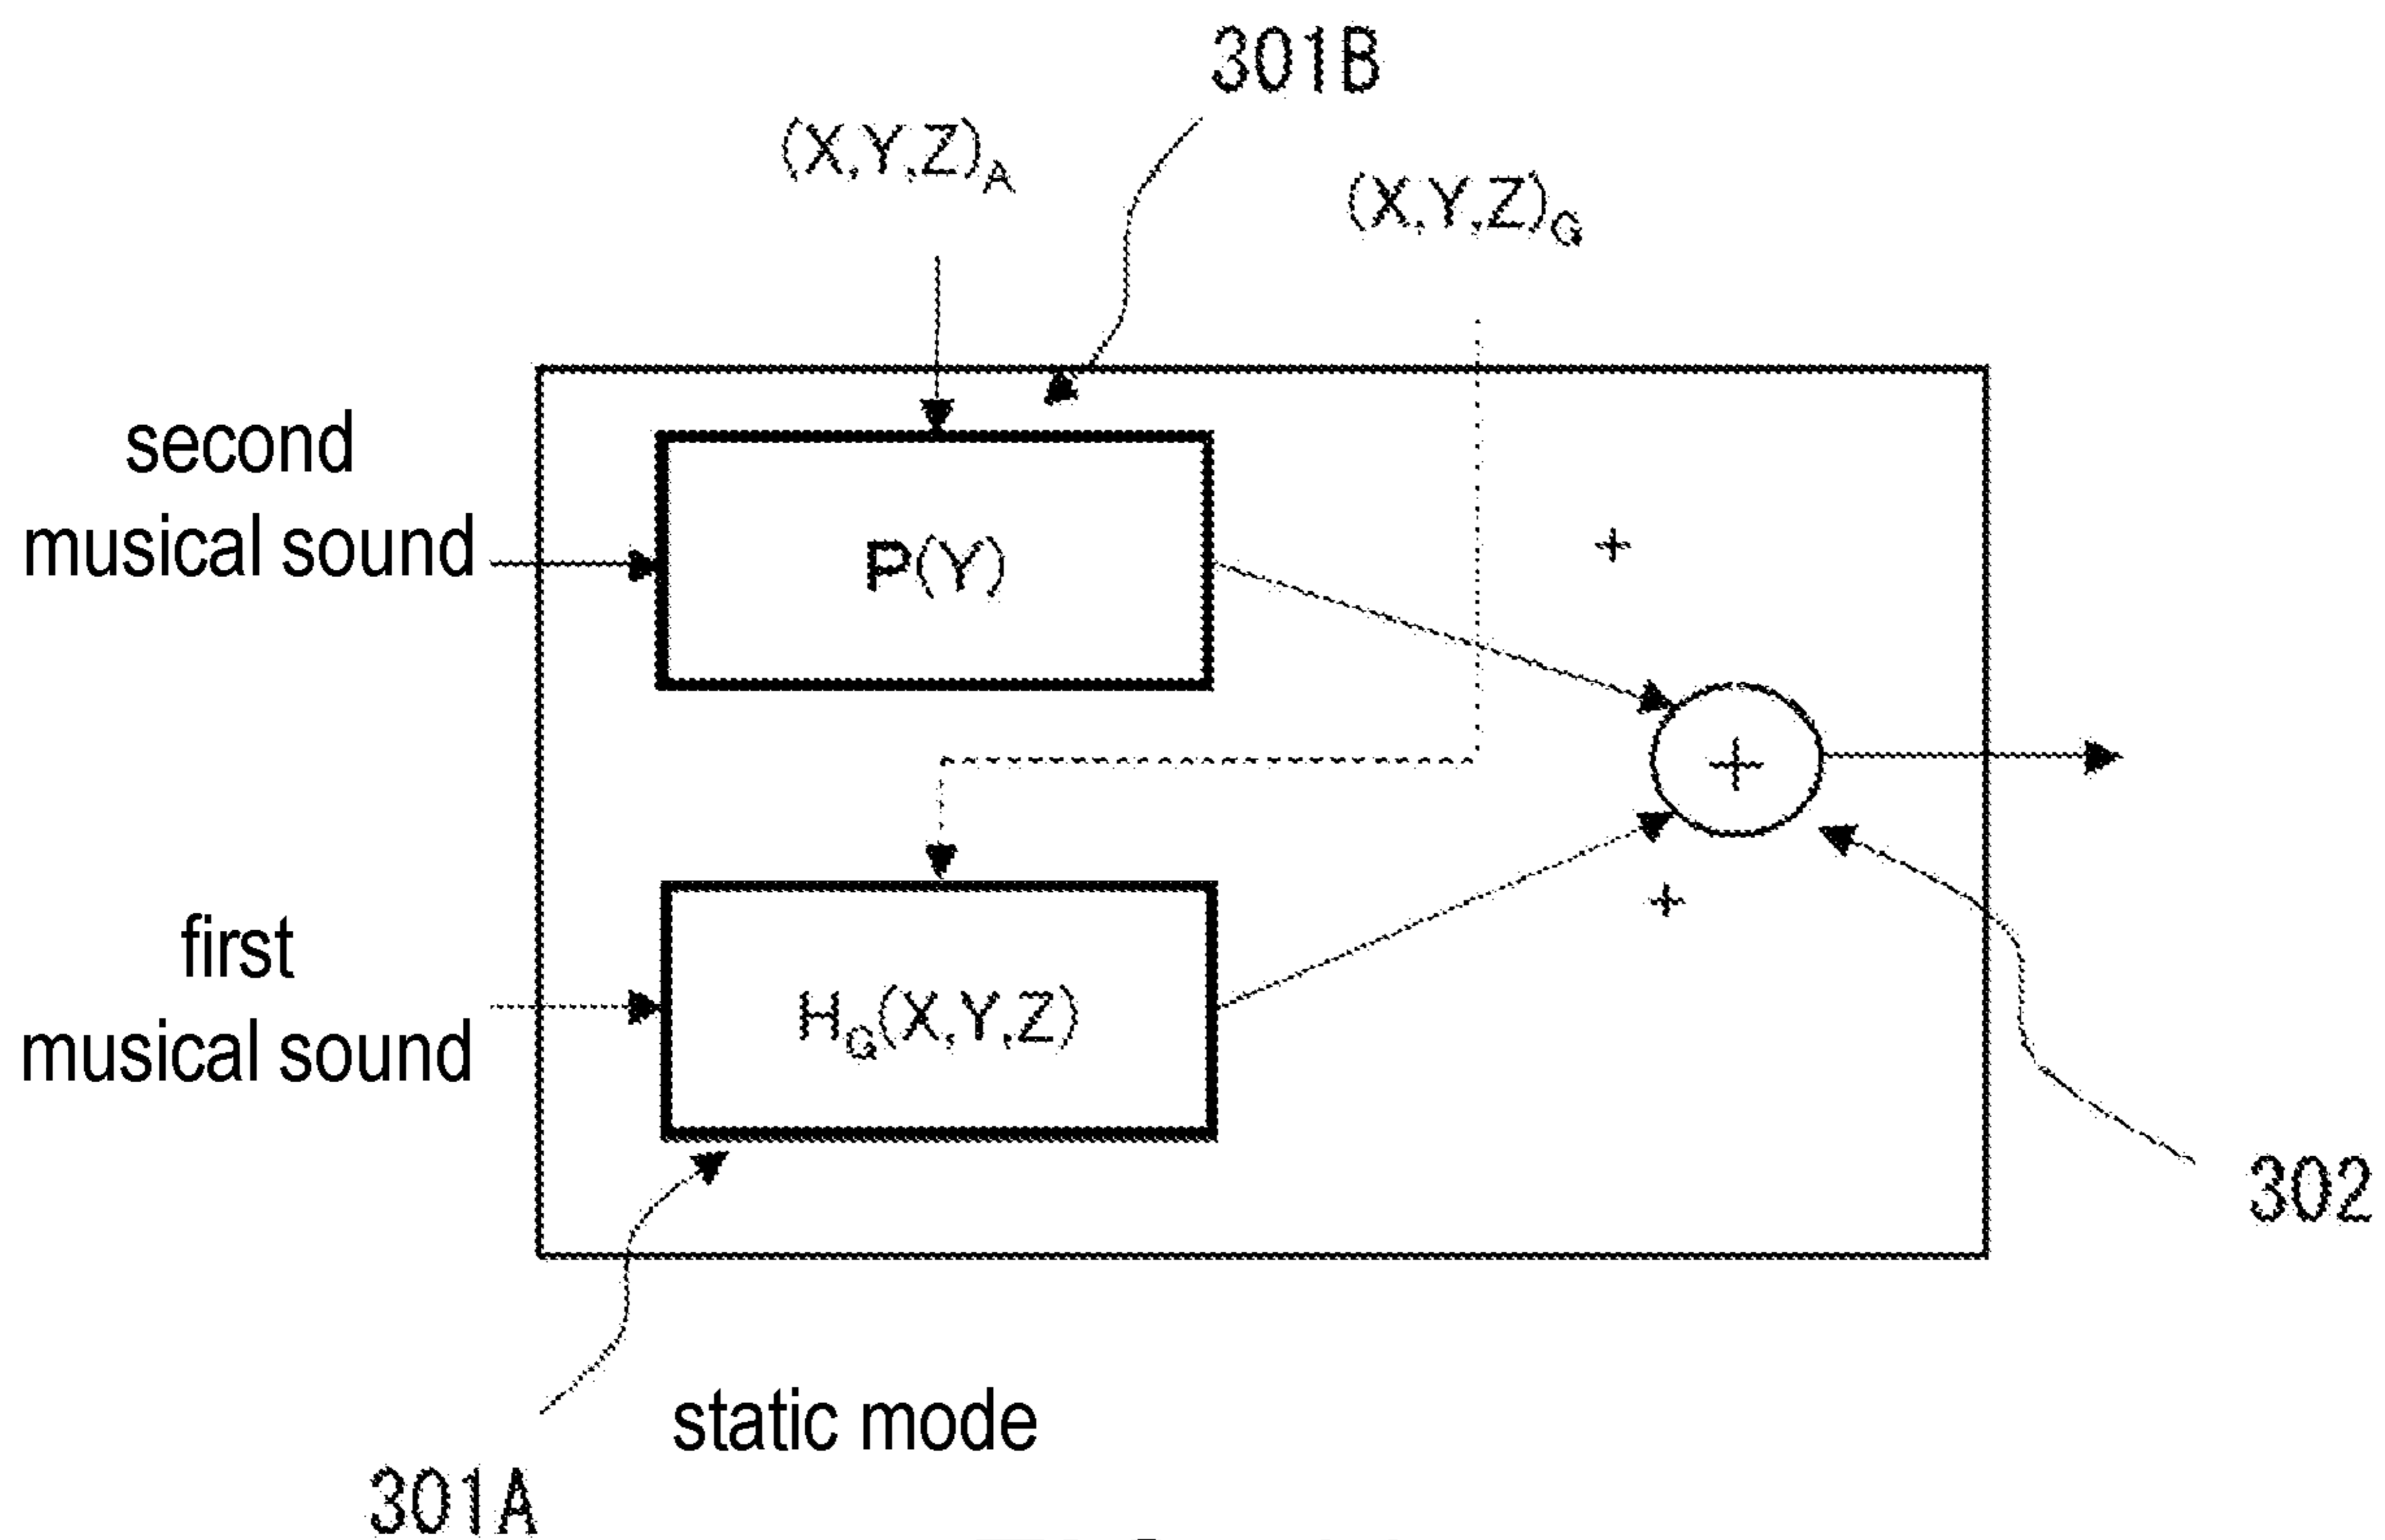 301B
(X,Y,Z)A
(X,Y,Z)G
second
musical sound
P(Y)
+
+
first
musical sound
HG(X,Y,Z)
+
302
static mode
301A